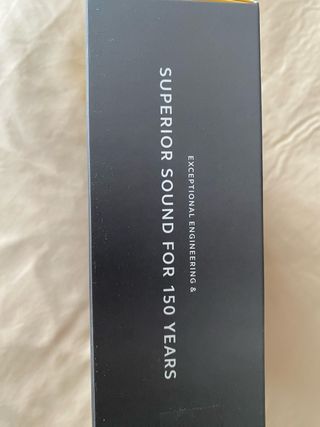 EXCEPTIONAL ENGINEERING &
SUPERIOR SOUND FOR 150 YEARS